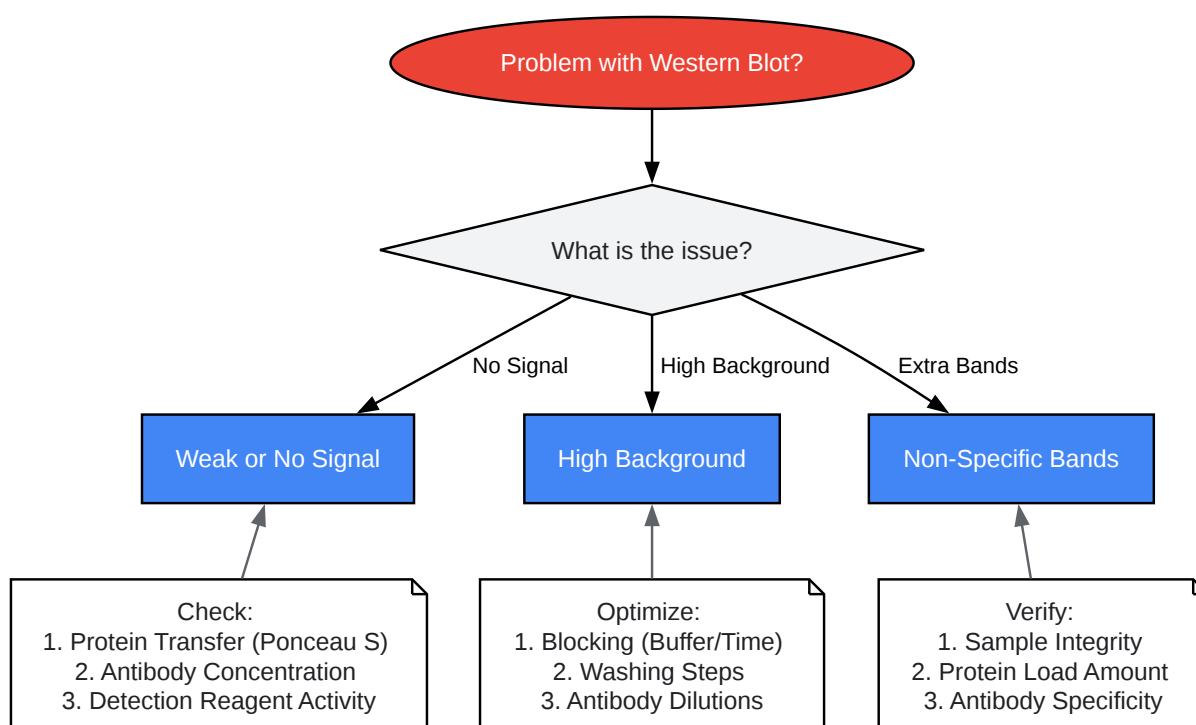 Problem with Western Blot?
What is the issue?
No Signal
High Background
Extra Bands
Weak or No Signal
High Background
Non-Specific Bands
Check:
1. Protein Transfer (Ponceau S)
2. Antibody Concentration
3. Detection Reagent Activity
Optimize:
1. Blocking (Buffer/Time)
2. Washing Steps
3. Antibody Dilutions
Verify:
1. Sample Integrity
2. Protein Load Amount
3. Antibody Specificity